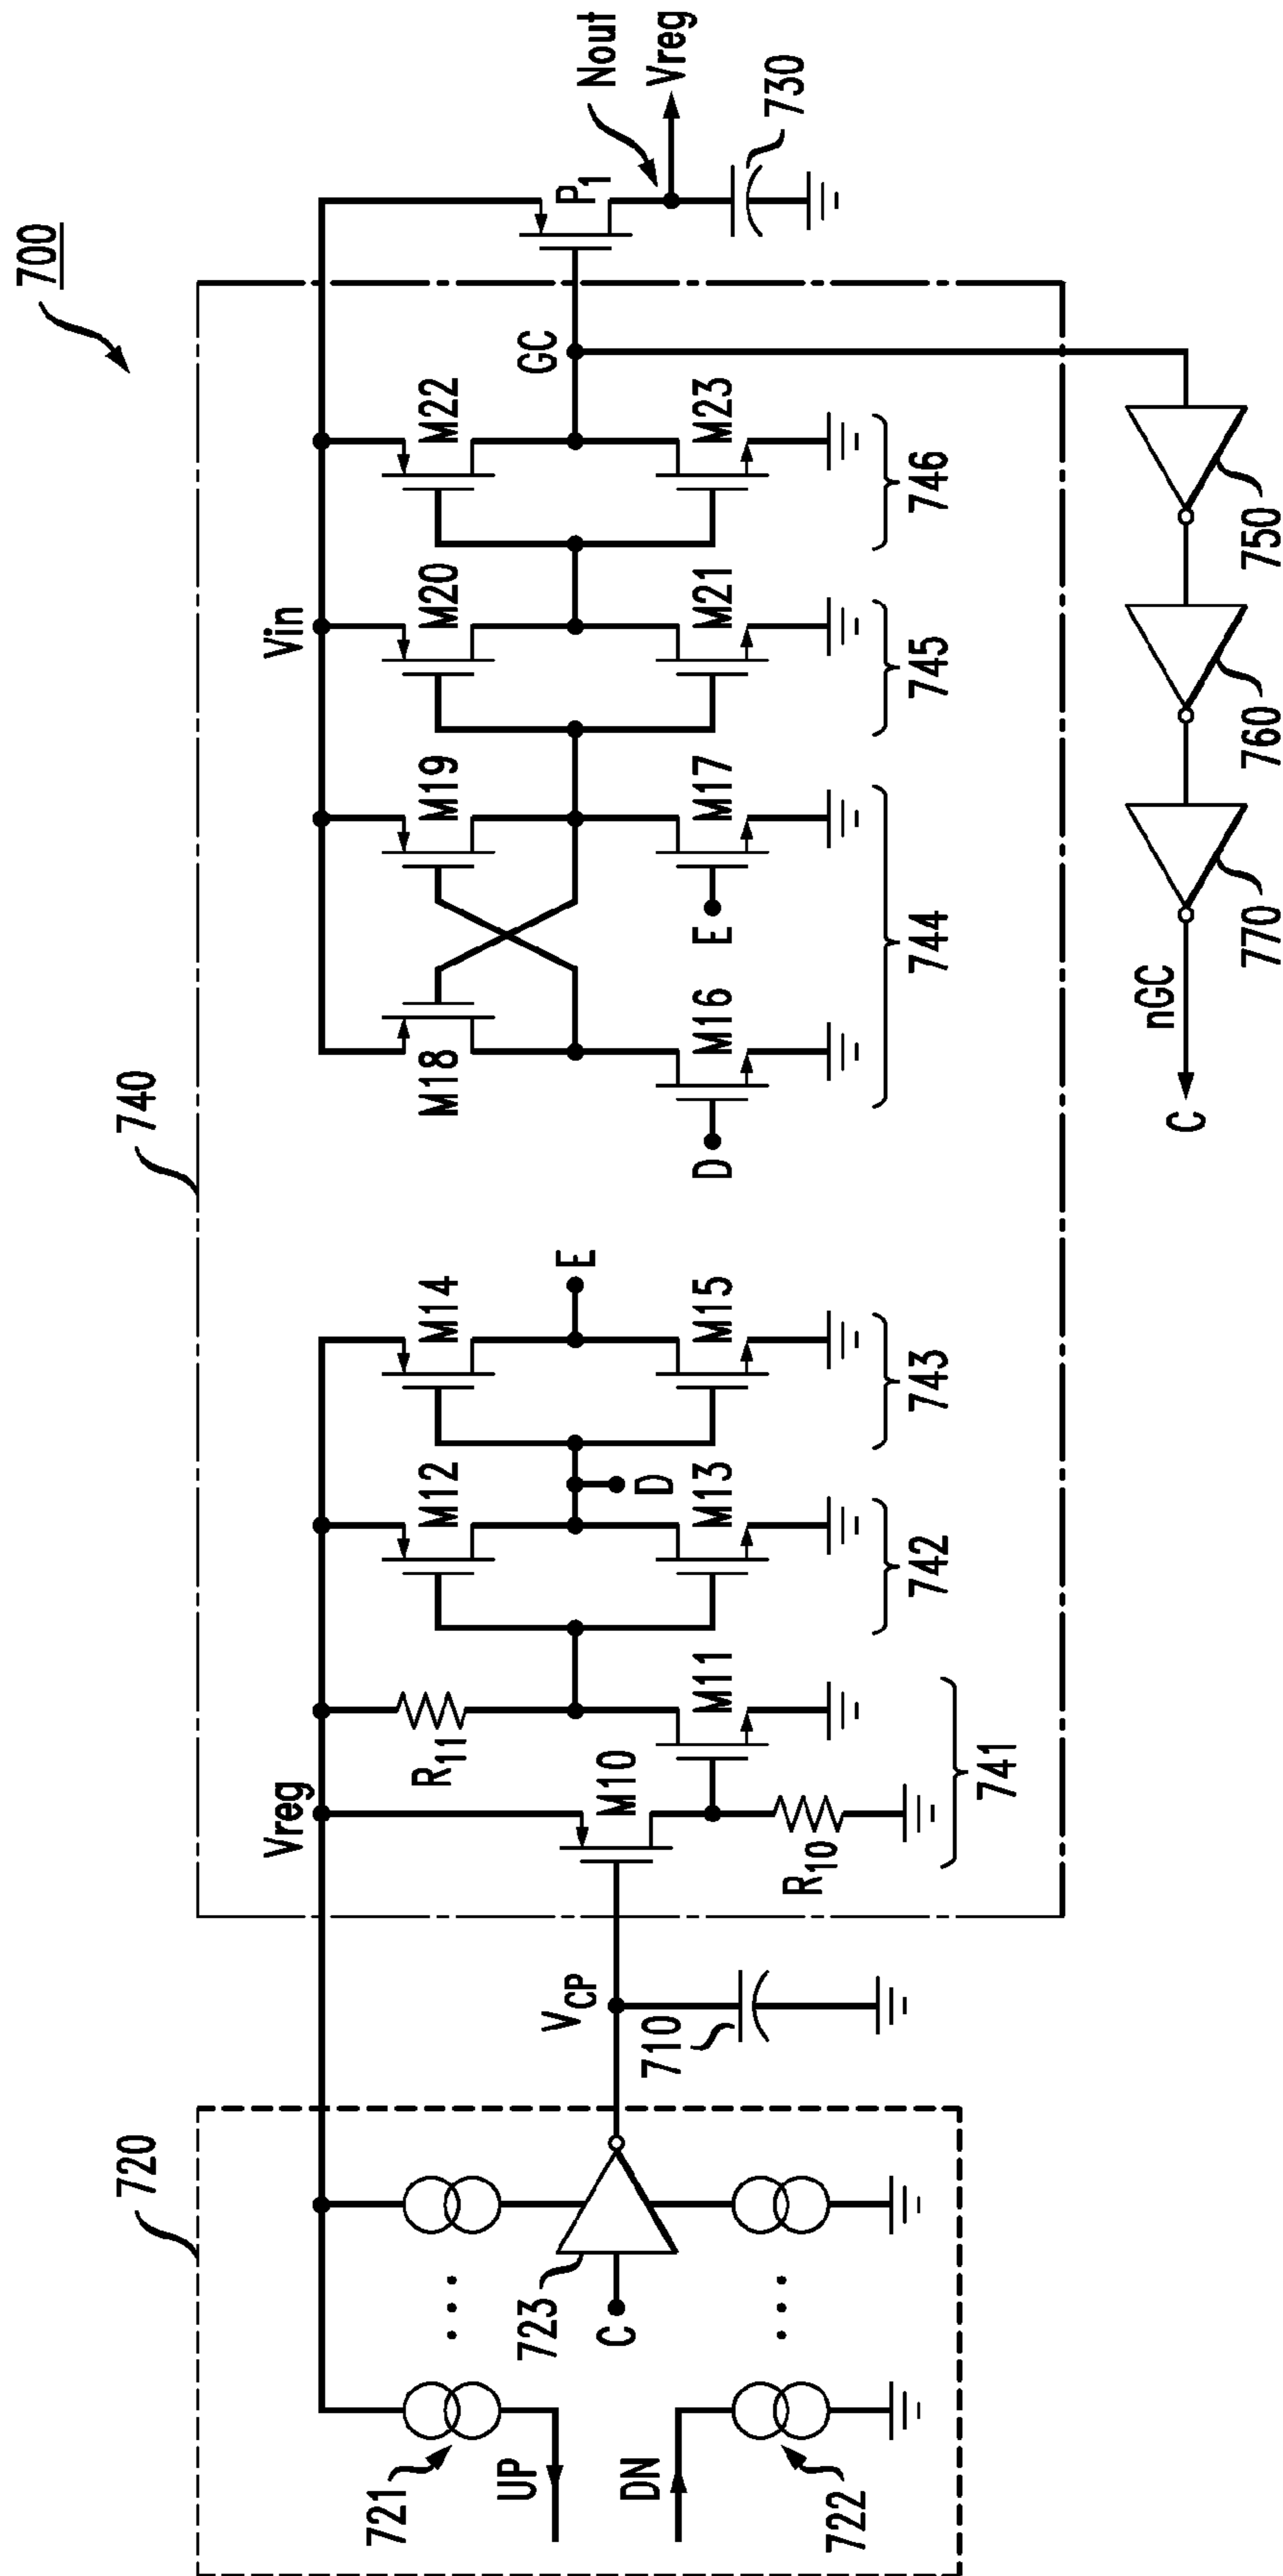 700
740
720
Nout
Vreg
P1
730
GC
Vin
M22
M23
746
M20
M21
745
M19
M17
E
744
M18
M16
D
750
760
770
nGC
C
E
M14
M15
743
M12
D
M13
742
Vreg
R11
M11
M10
R10
741
VCP
710
723
C
721
UP
DN
722